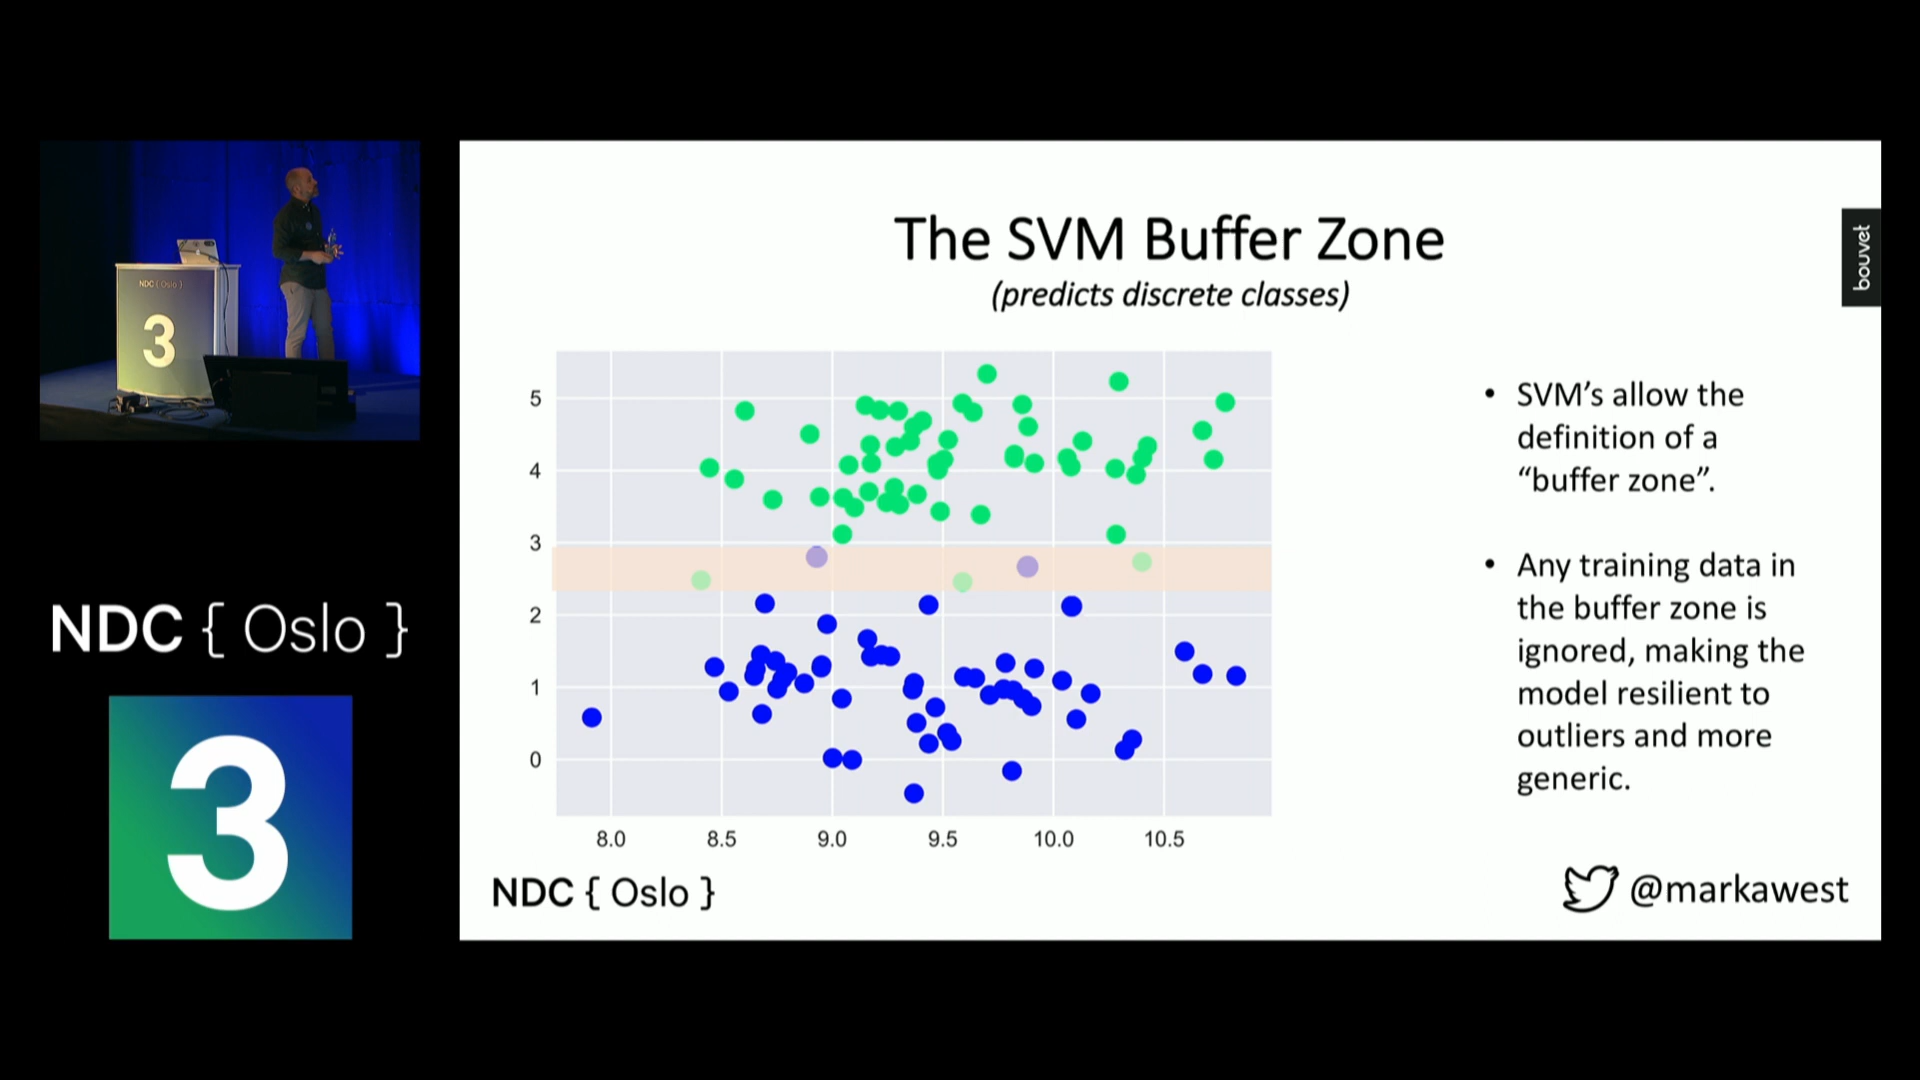 NDC { Oslo }
3
NDC { Oslo }
3
The SVM Buffer Zone
(predicts discrete classes)
bouvet
5
4
3
2
1
0
8.0
8.5
9.0
9.5
10.0
10.5
• SVM’s allow the
definition of a
“buffer zone”.
• Any training data in
the buffer zone is
ignored, making the
model resilient to
outliers and more
generic.
NDC { Oslo }
@markawest